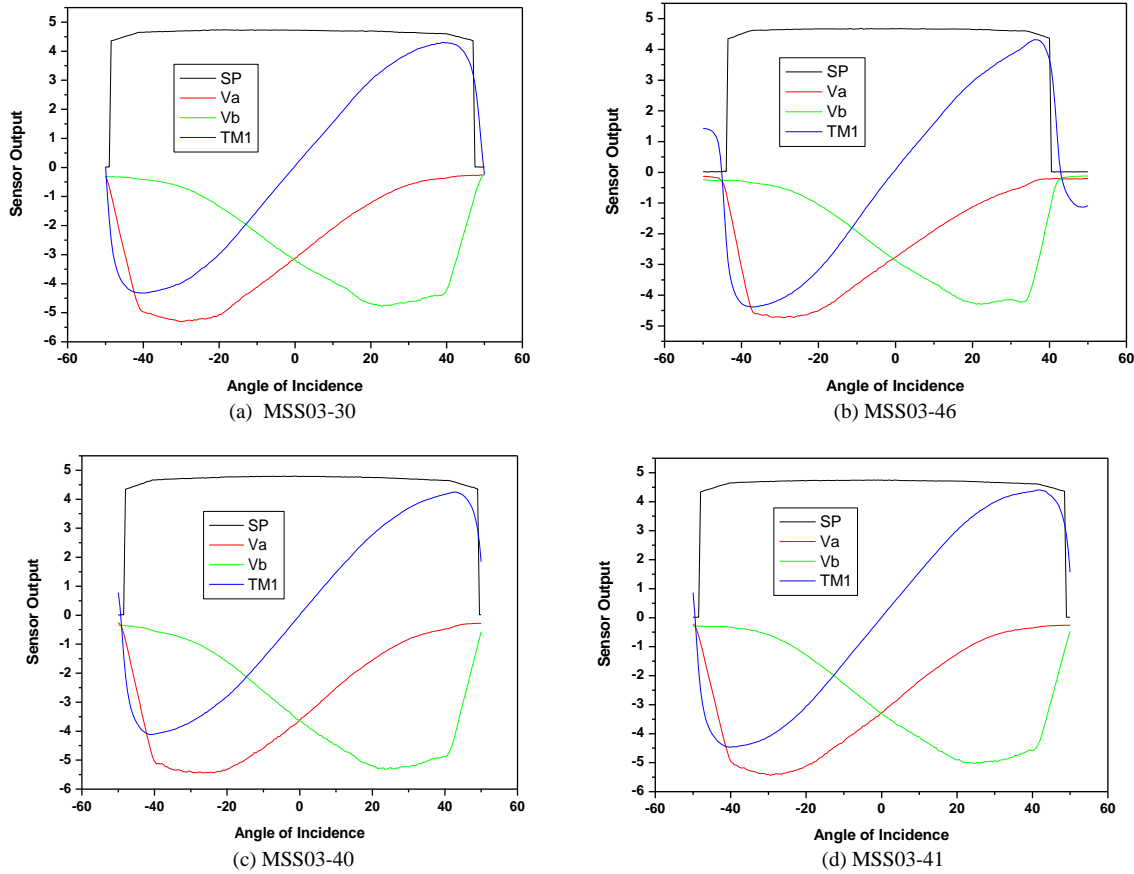 5
4
3
2
1
0
-1
-2
-3
-4
-5
-6
-60 -40 -20 0 20 40 60
Sensor Output
Angle of Incidence
SP
Va
Vb
TM1
(a) MSS03-30
5
4
3
2
1
0
-1
-2
-3
-4
-5
-60 -40 -20 0 20 40 60
Sensor Output
Angle of Incidence
SP
Va
Vb
TM1
(b) MSS03-46
5
4
3
2
1
0
-1
-2
-3
-4
-5
-6
-60 -40 -20 0 20 40 60
Sensor Output
Angle of Incidence
SP
Va
Vb
TM1
(c) MSS03-40
5
4
3
2
1
0
-1
-2
-3
-4
-5
-6
-60 -40 -20 0 20 40 60
Sensor Output
Angle of Incidence
SP
Va
Vb
TM1
(d) MSS03-41